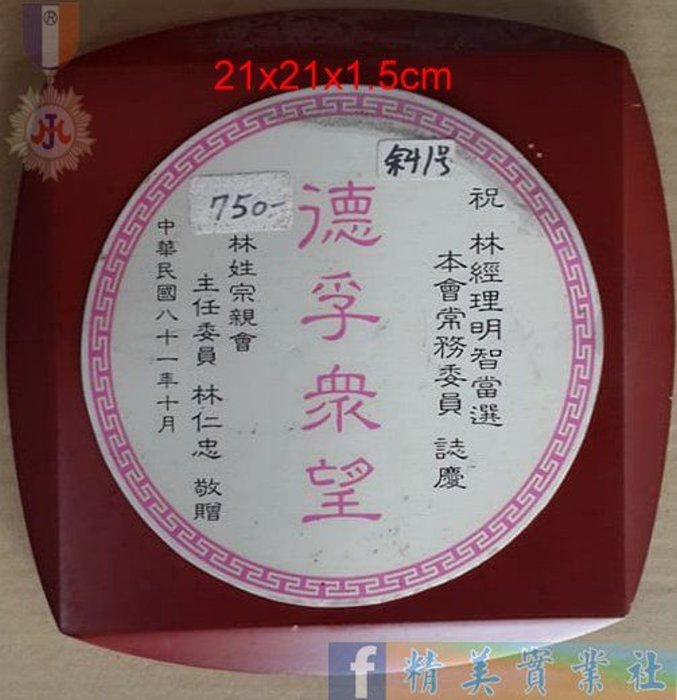 ®
21x21x1.5cm
斜1号
750-
祝 林經理明智當選
本會常務委員 誌慶
德孚眾望
林姓宗親會
主任委員 林仁忠 敬贈
中華民國八十一年十月
f 精美實業社